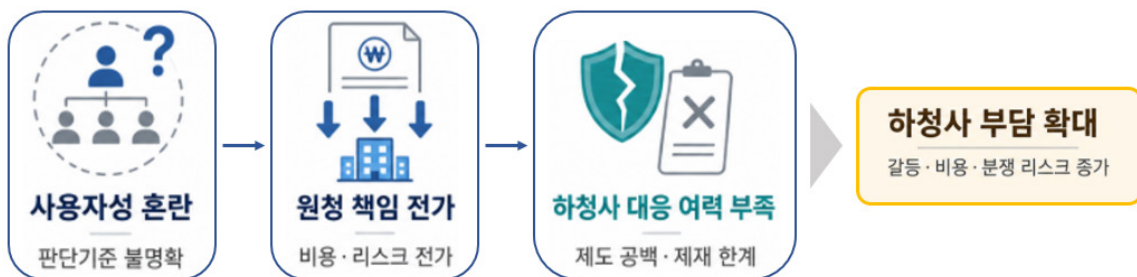 ?
₩
사용자성 혼란
판단기준 불명확
원청 책임 전가
비용 · 리스크 전가
하청사 대응 여력 부족
제도 공백 · 제재 한계
하청사 부담 확대
갈등 · 비용 · 분쟁 리스크 종가